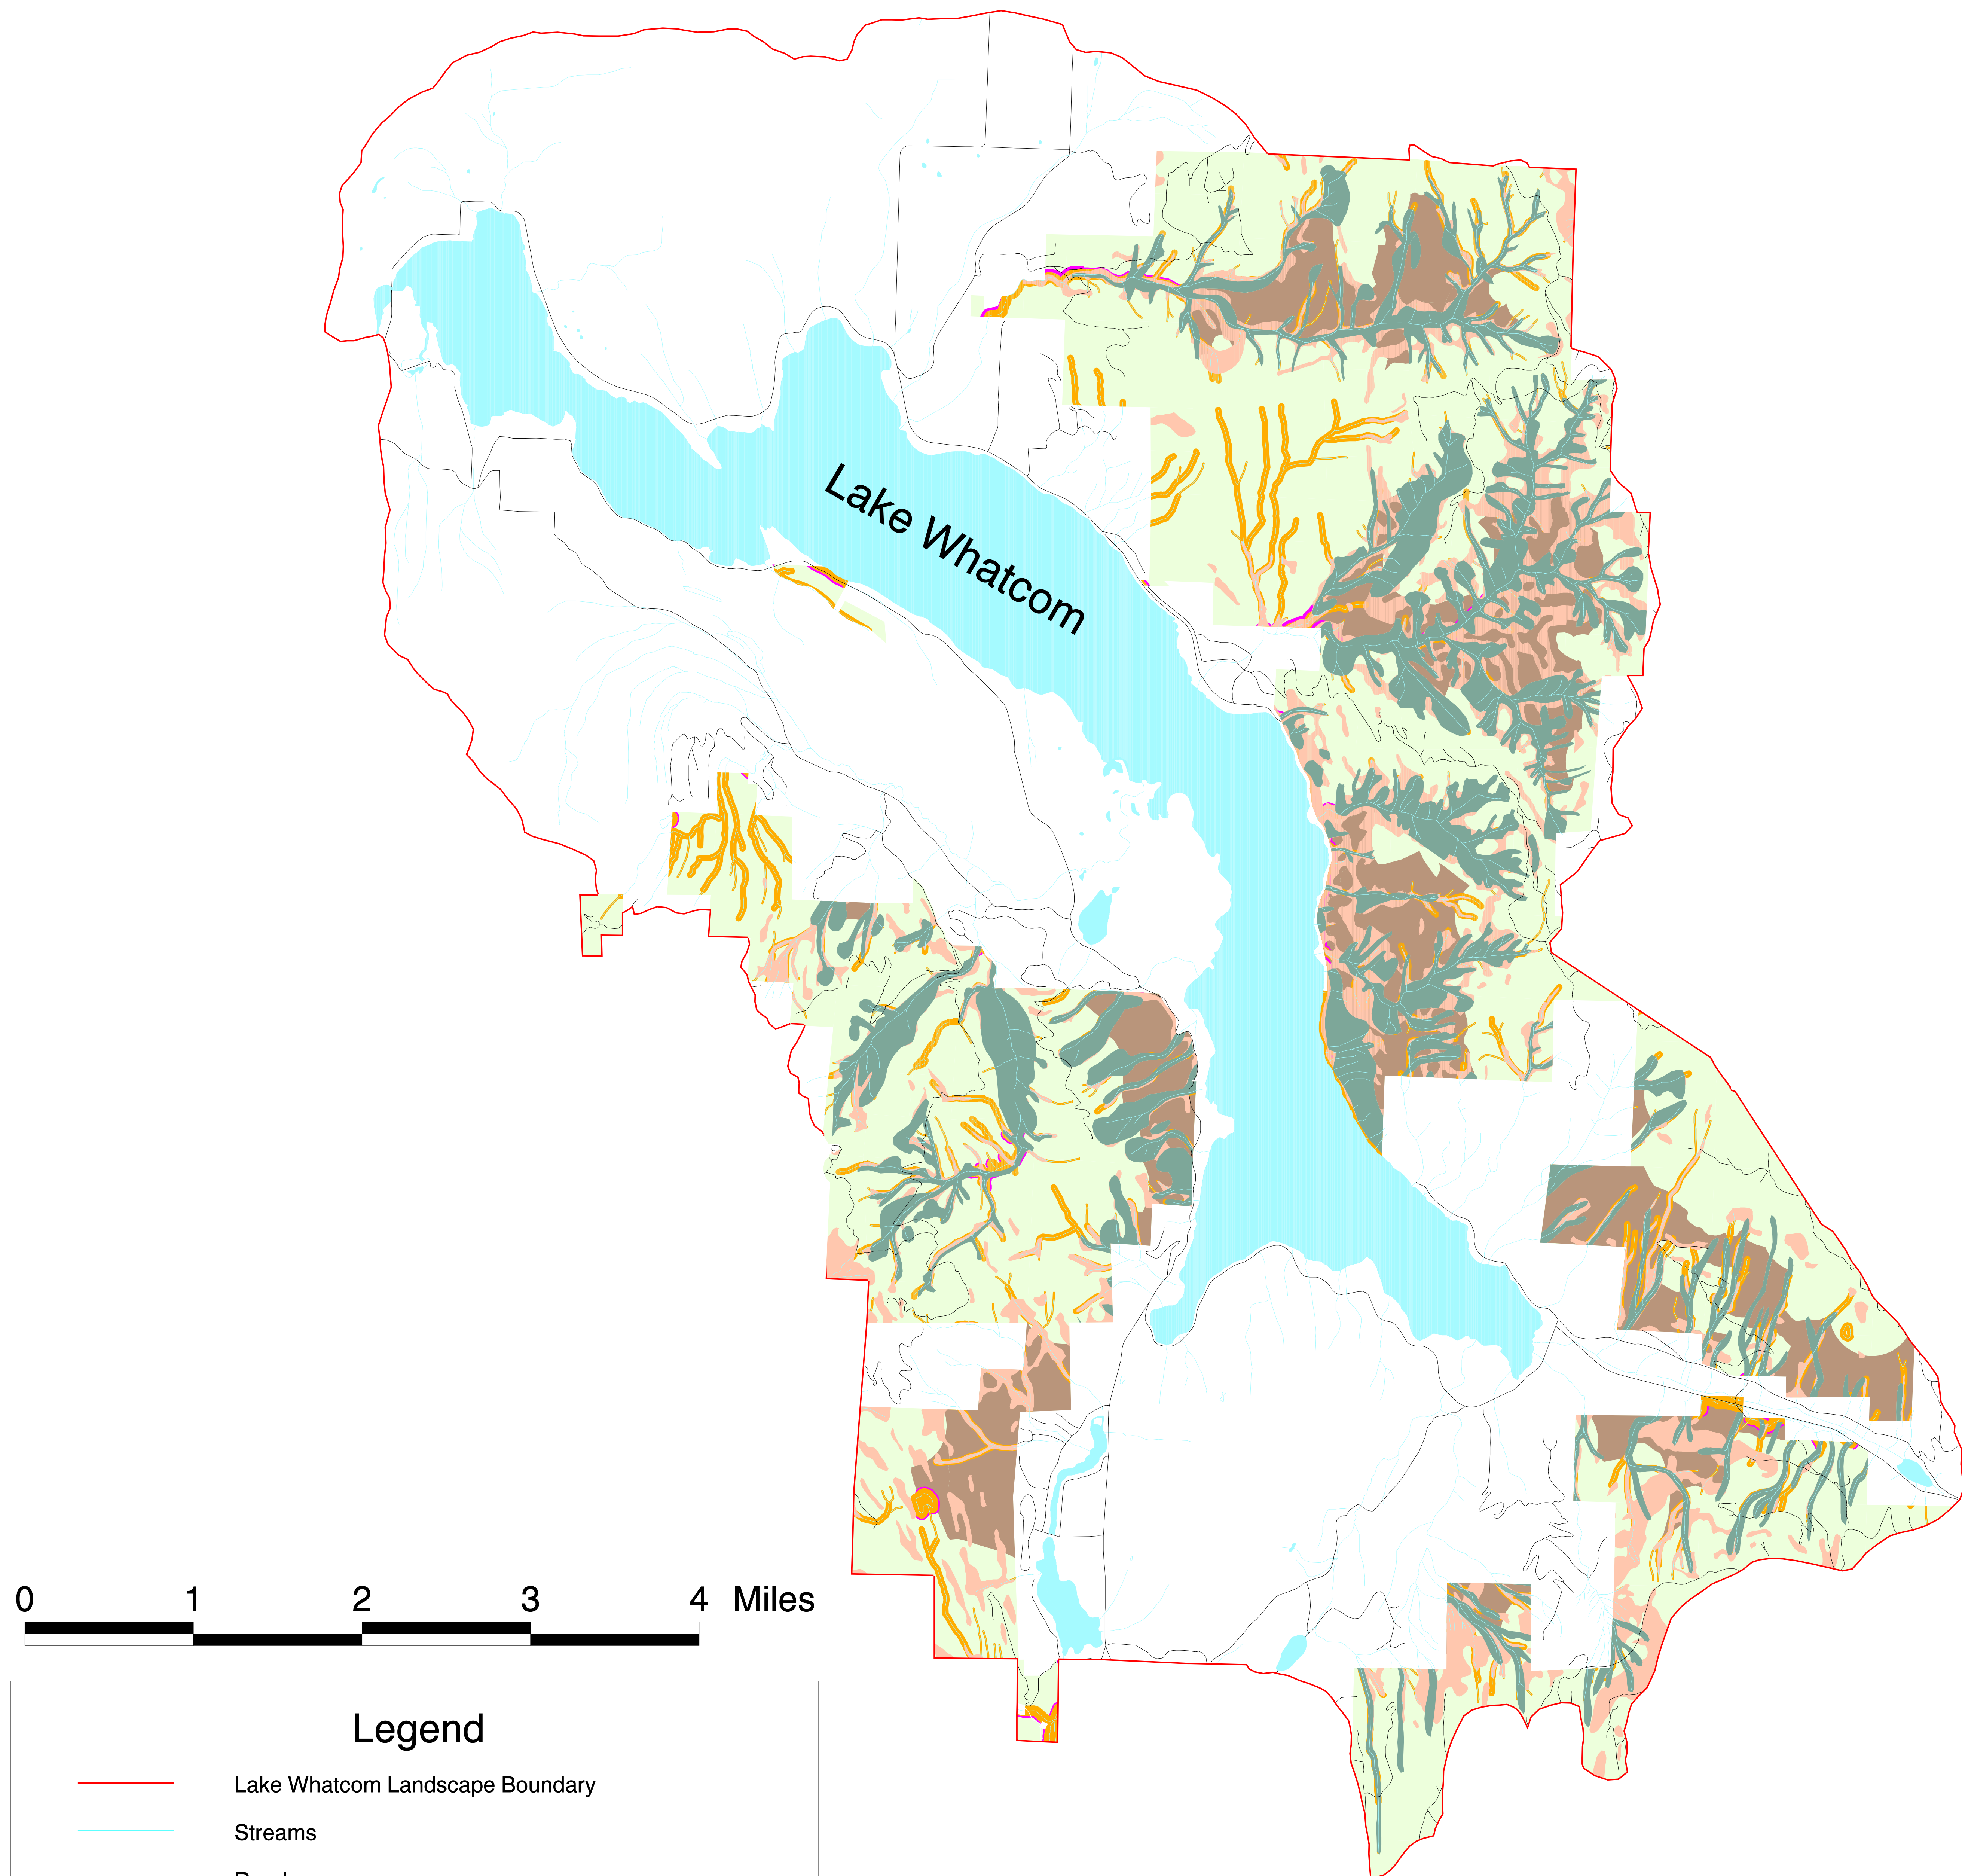 Lake Whatcom
0 1 2 3 4 Miles
Legend
Lake Whatcom Landscape Boundary
Streams